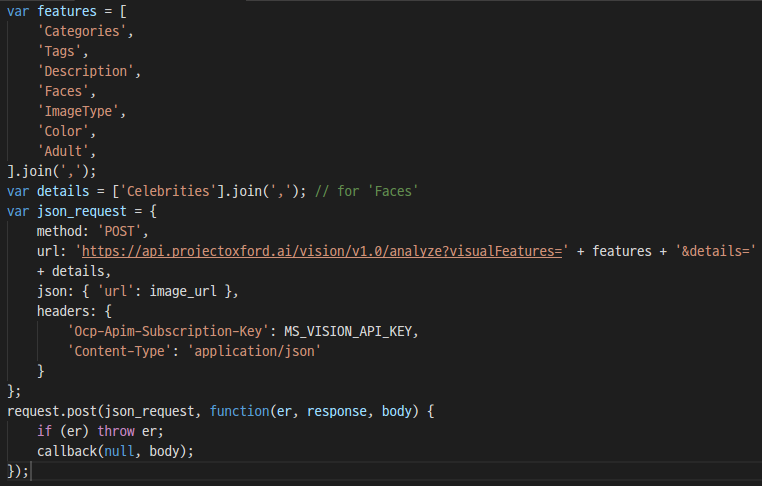 var features = [
    'Categories',
    'Tags',
    'Description',
    'Faces',
    'ImageType',
    'Color',
    'Adult',
].join(',');
var details = ['Celebrities'].join(','); // for 'Faces'
var json_request = {
    method: 'POST',
    url: 'https://api.projectoxford.ai/vision/v1.0/analyze?visualFeatures=' + features + '&details='
    + details,
    json: { 'url': image_url },
    headers: {
        'Ocp-Apim-Subscription-Key': MS_VISION_API_KEY,
        'Content-Type': 'application/json'
    }
};
request.post(json_request, function(er, response, body) {
    if (er) throw er;
    callback(null, body);
});